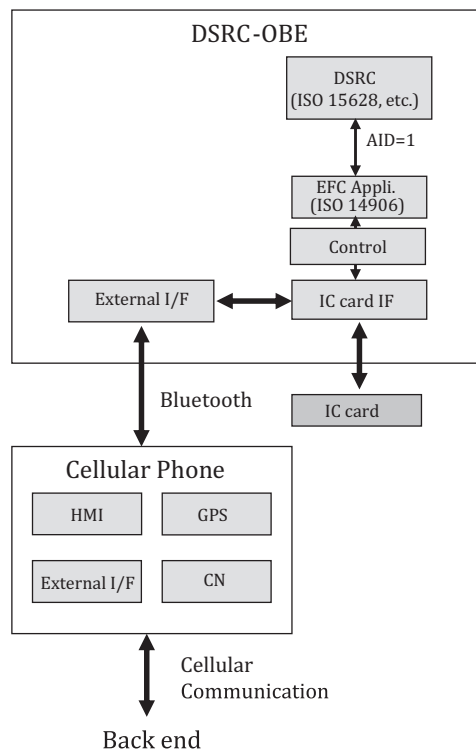 DSRC-OBE
DSRC
(ISO 15628, etc.)
AID=1
EFC Appli.
(ISO 14906)
Control
External I/F
IC card IF
Bluetooth
IC card
Cellular Phone
HMI
GPS
External I/F
CN
Cellular
Communication
Back end